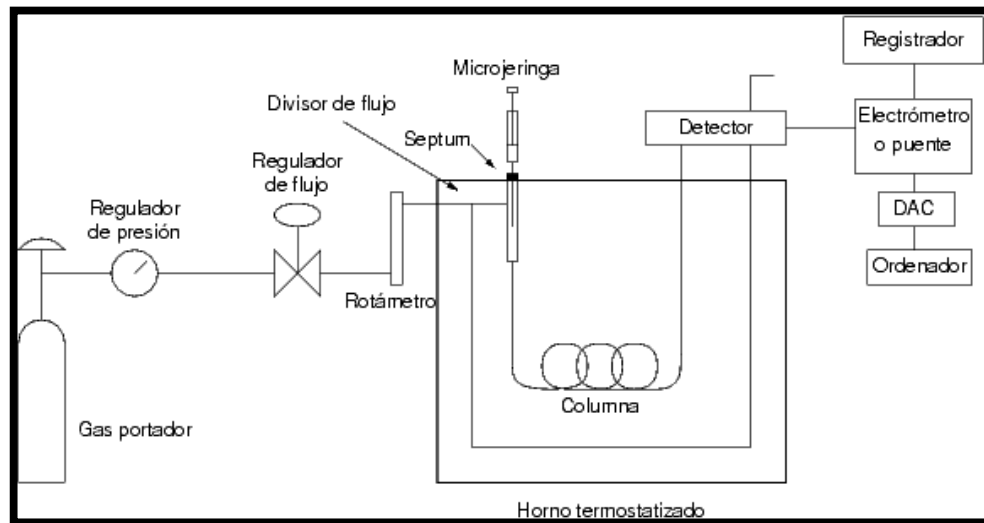 Registrador
Microjeringa
Divisor de flujo
Detector
Electrómetro
o puente
Septum
Regulador
de flujo
Regulador
de presión
DAC
Ordenador
Rotámetro
Columna
Gas portador
Horno termostatizado